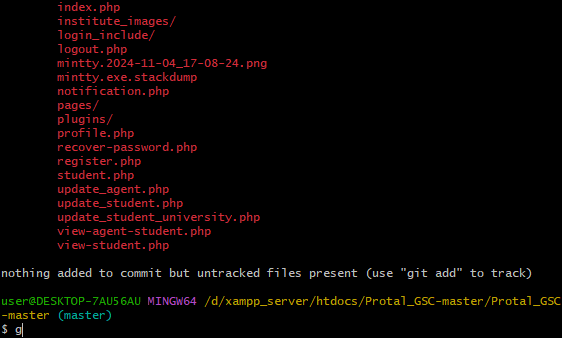 index.php
institute_images/
login_include/
logout.php
mintty.2024-11-04_17-08-24.png
mintty.exe.stackdump
notification.php
pages/
plugins/
profile.php
recover-password.php
register.php
student.php
update_agent.php
update_student.php
update_student_university.php
view-agent-student.php
view-student.php
nothing added to commit but untracked files present (use "git add" to track)
user@DESKTOP-7AU56AU MINGW64 /d/xampp_server/htdocs/Protal_GSC-master/Protal_GSC
-master (master)
$ g